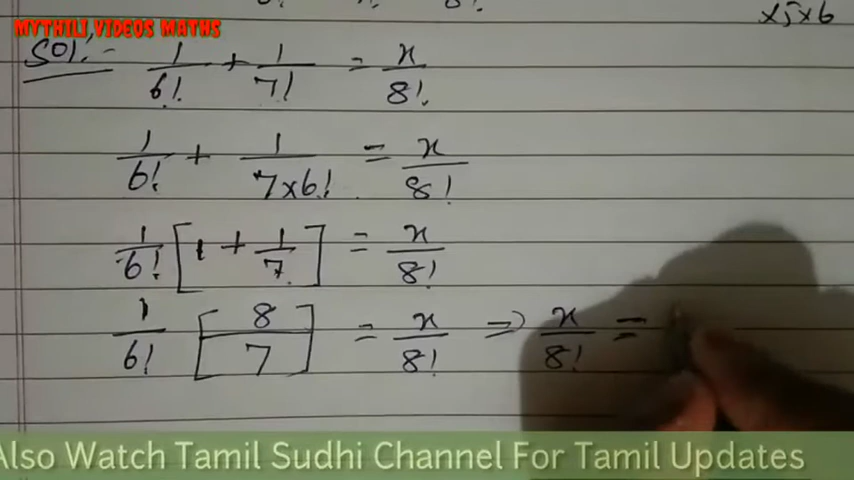 x5x6
MYTHILI,VIDEOS MATHS
Sol:- 1/6! + 1/7! = x/8!
1/6! + 1/7x6! = x/8!
1/6! [1 + 1/7] = x/8!
1/6! [8/7] = x/8! => x/8! =
Also Watch Tamil Sudhi Channel For Tamil Updates